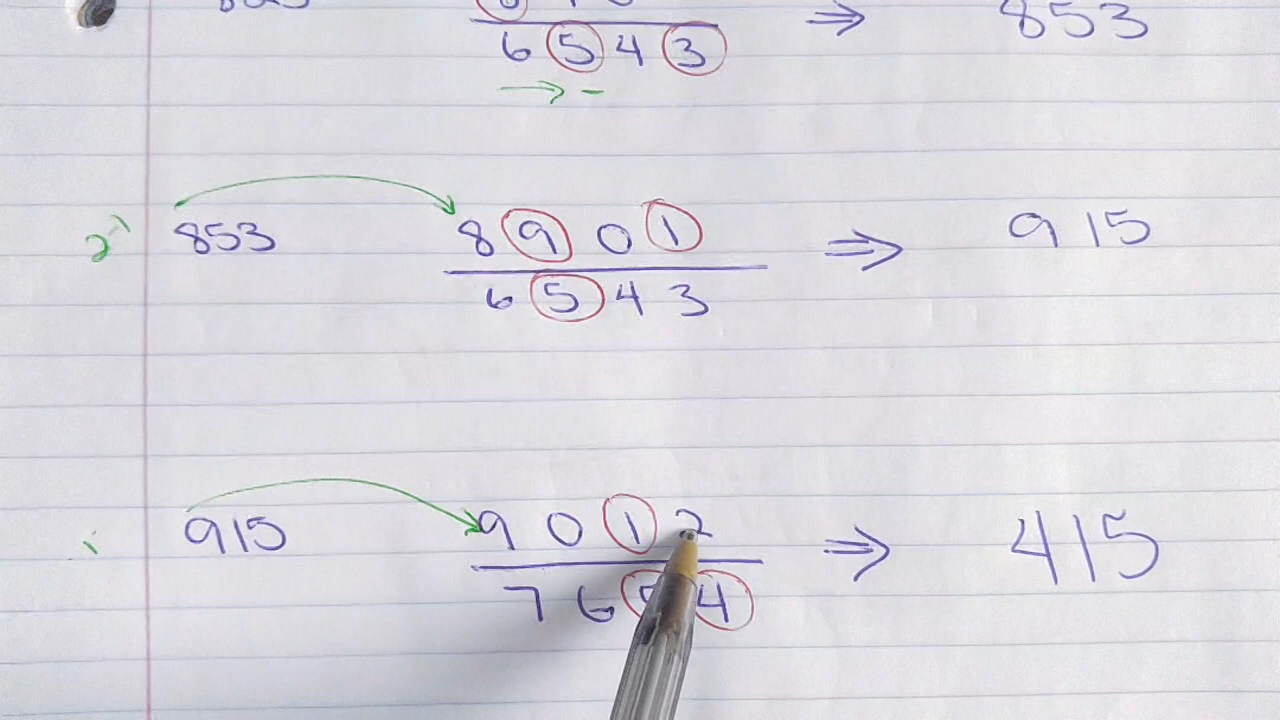 ⇒ 853
6 5 4 3
→ -
853 8 9 0 1 ⇒ 915
6 5 4 3
915 9 0 1 2 ⇒ 415
7 6 5 4